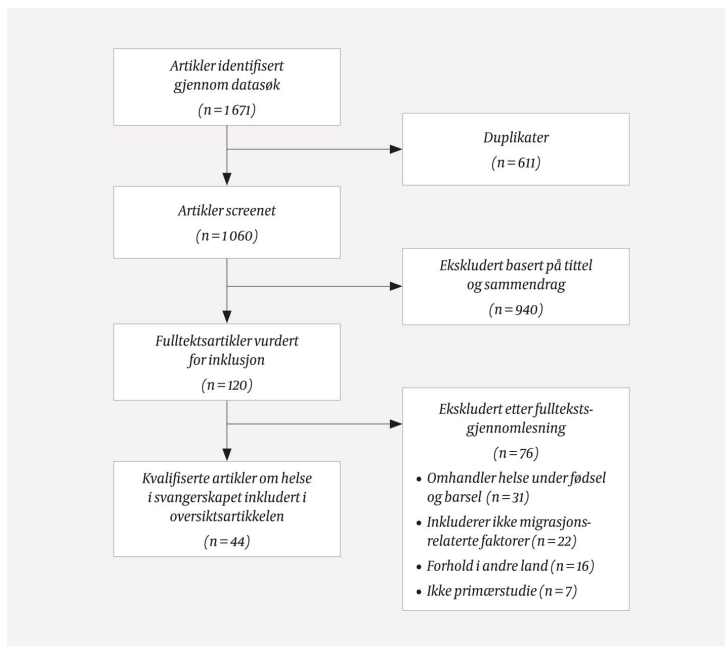 Artikler identifisert
gjennom datasøk
(n = 1 671)
Duplikater
(n = 611)
Artikler screenet
(n = 1 060)
Ekskludert basert på tittel
og sammendrag
(n = 940)
Fulltektsartikler vurdert
for inklusjon
(n = 120)
Ekskludert etter fulltekts-
gjennomlesning
(n = 76)
• Omhandler helse under fødsel
og barsel (n = 31)
• Inkluderer ikke migrasjons-
relaterte faktorer (n = 22)
• Forhold i andre land (n = 16)
• Ikke primærstudie (n = 7)
Kvalifiserte artikler om helse
i svangerskapet inkludert i
oversiktsartikkelen
(n = 44)